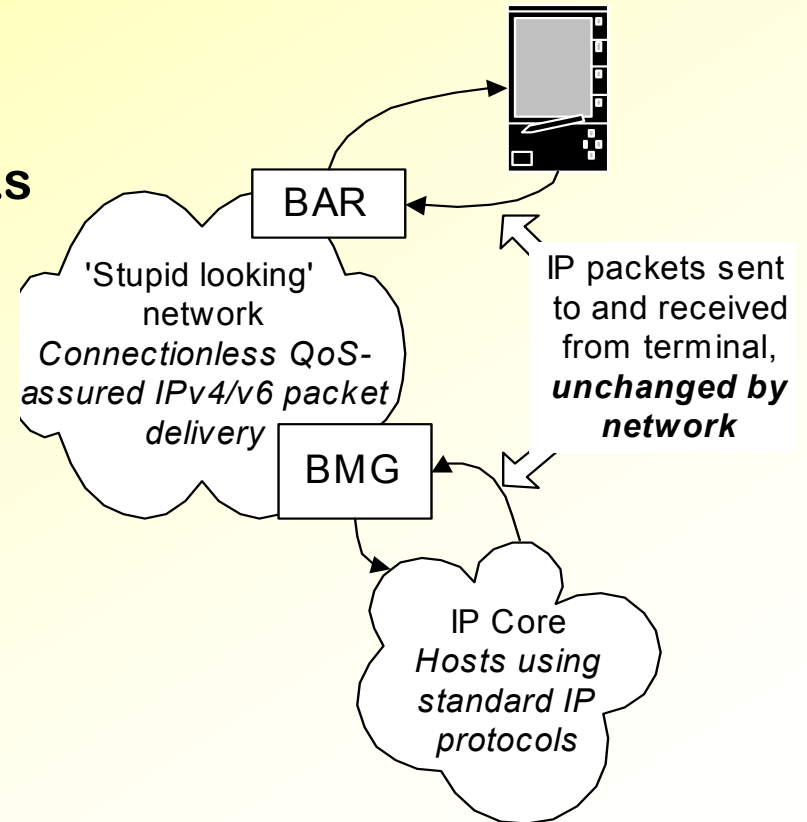 BAR
'Stupid looking'
network
Connectionless QoS-
assured IPv4/v6 packet
delivery
BMG
IP packets sent
to and received
from terminal,
unchanged by
network
IP Core
Hosts using
standard IP
protocols